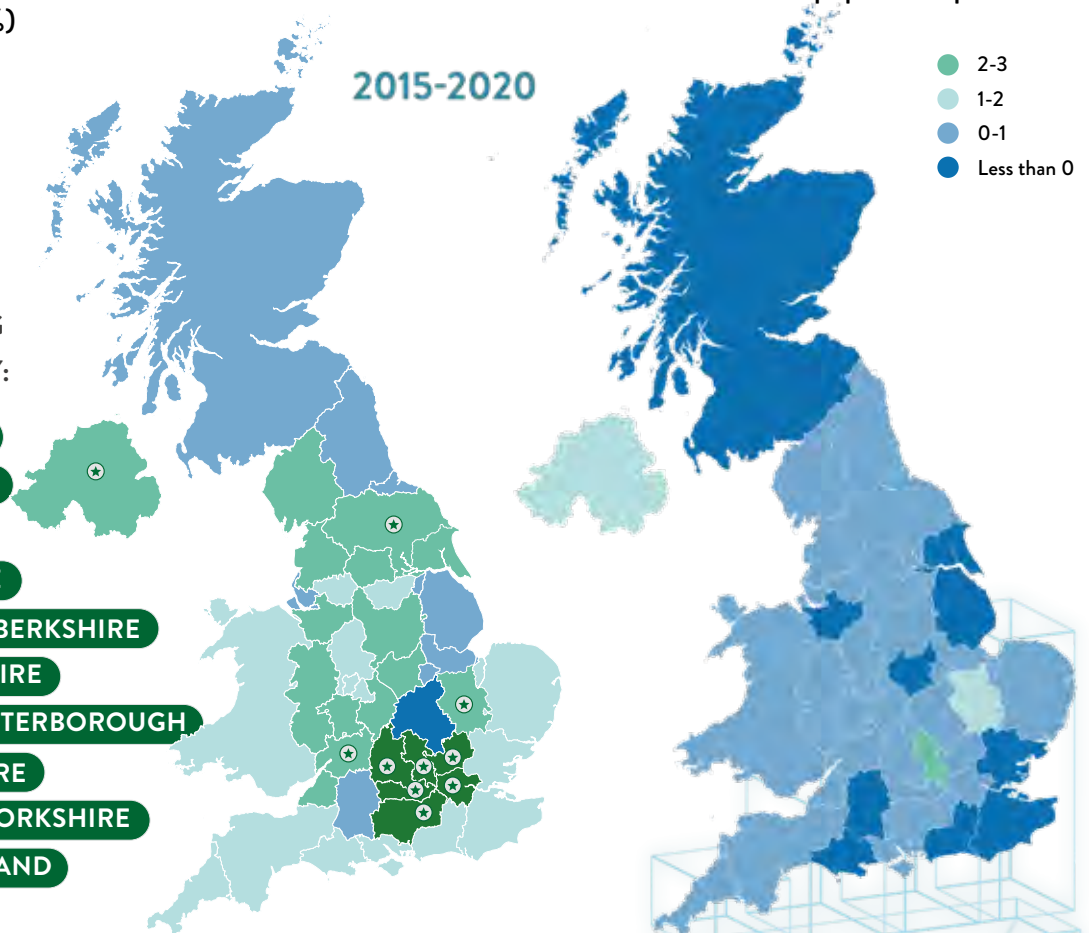 %)
2015-2020
2-3
1-2
0-1
Less than 0
G
Y:
E
BERKSHIRE
IRE
TERBOROUGH
RE
ORKSHIRE
AND